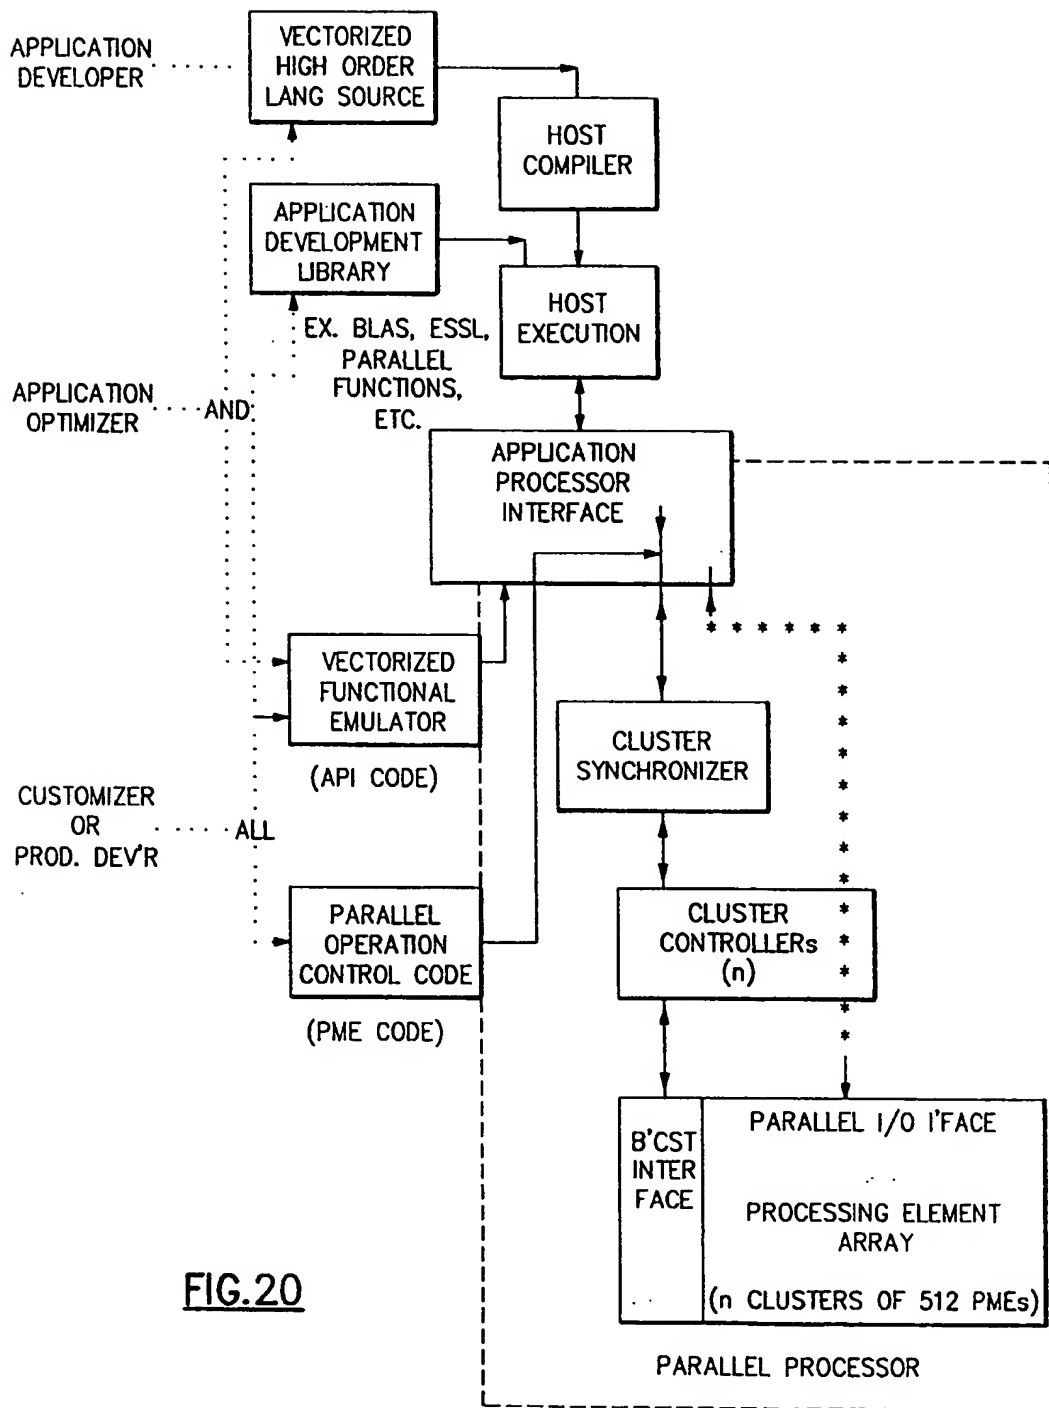 APPLICATION
DEVELOPER
VECTORIZED
HIGH ORDER
LANG SOURCE
HOST
COMPILER
APPLICATION
DEVELOPMENT
LIBRARY
HOST
EXECUTION
EX. BLAS, ESSL,
PARALLEL
FUNCTIONS,
ETC.
APPLICATION
OPTIMIZER
AND
APPLICATION
PROCESSOR
INTERFACE
VECTORIZED
FUNCTIONAL
EMULATOR
(API CODE)
CLUSTER
SYNCHRONIZER
CUSTOMIZER
OR
PROD. DEV'R
ALL
PARALLEL
OPERATION
CONTROL CODE
(PME CODE)
CLUSTER
CONTROLLERs
(n)
B'CST
INTER
FACE
PARALLEL I/O I'FACE
PROCESSING ELEMENT
ARRAY
(n CLUSTERS OF 512 PMEs)
FIG.20
PARALLEL PROCESSOR